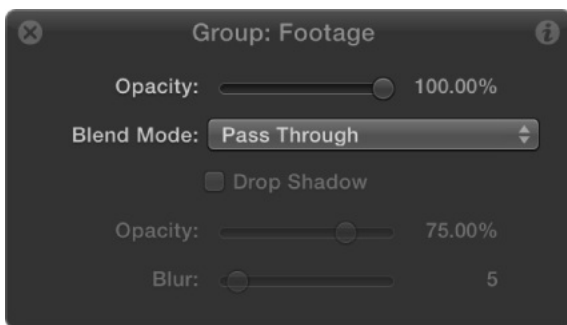 Group: Footage
Opacity: 100.00%
Blend Mode: Pass Through
Drop Shadow
Opacity: 75.00%
Blur: 5